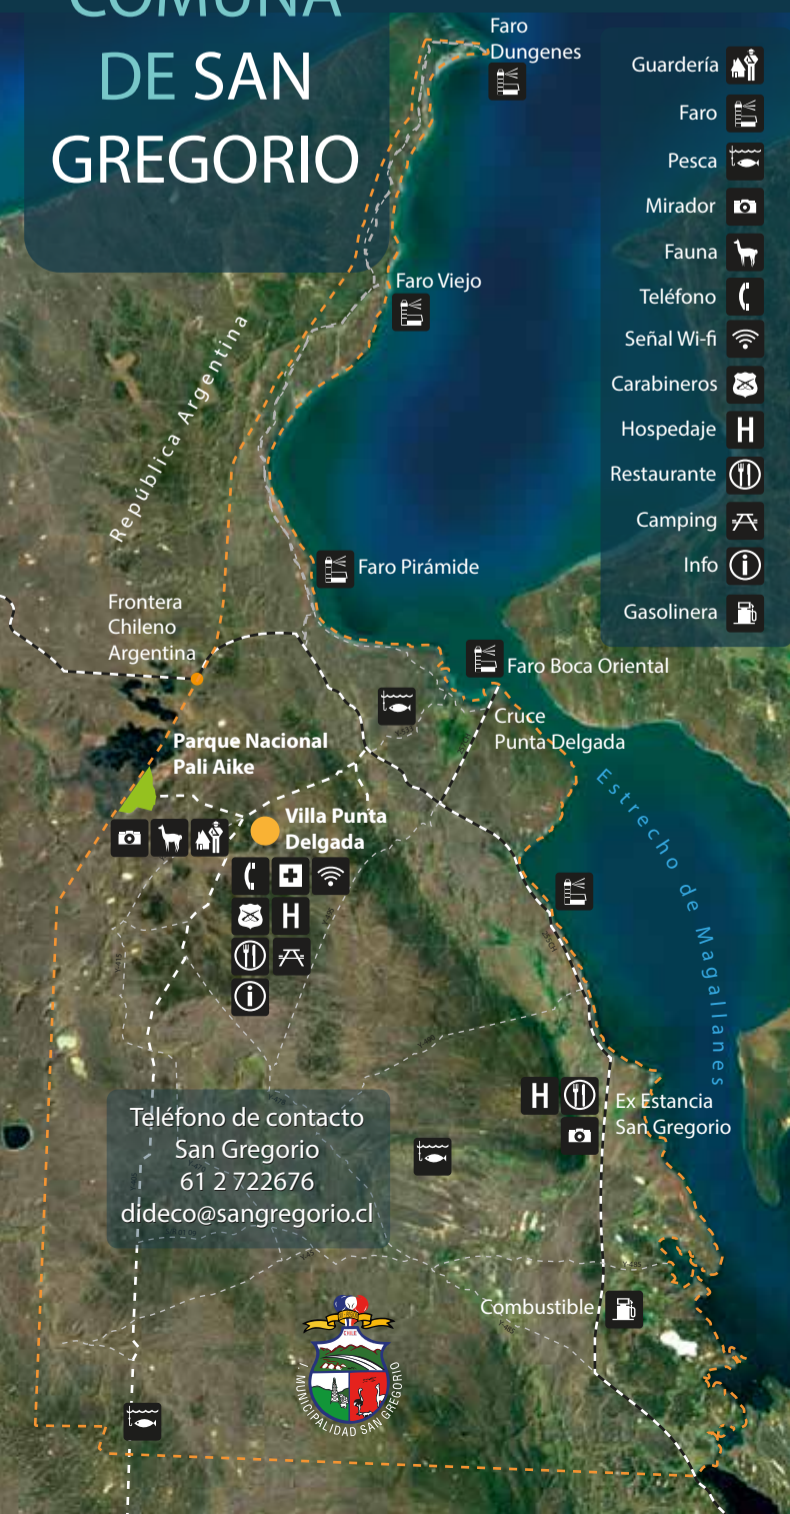 COMUNA
DE SAN
GREGORIO
Faro
Dungenes
Guardería
Faro
Pesca
Mirador
Fauna
Teléfono
Señal Wi-fi
Carabineros
Hospedaje
Restaurante
Camping
Info
Gasolinera
Faro Viejo
República Argentina
Faro Pirámide
Frontera
Chileno
Argentina
Faro Boca Oriental
Cruce
Punta Delgada
Parque Nacional
Pali Aike
Villa Punta
Delgada
Estrecho de Magallanes
Ex Estancia
San Gregorio
Teléfono de contacto
San Gregorio
61 2 722676
dideco@sangregorio.cl
Combustible
CHILE
I. MUNICIPALIDAD SAN GREGORIO